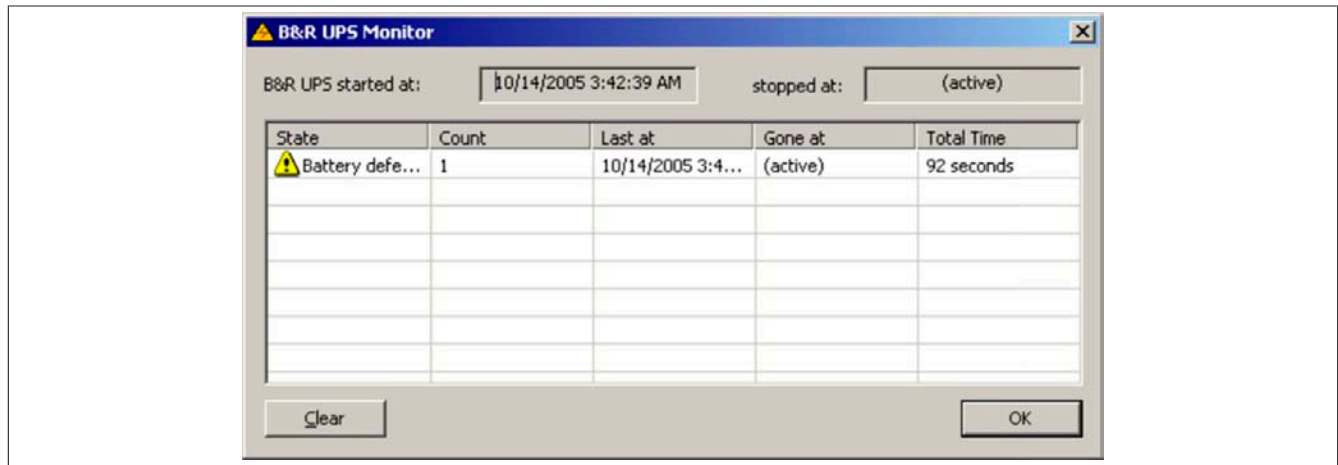 B&R UPS Monitor
B&R UPS started at: 10/14/2005 3:42:39 AM stopped at: (active)
State Count Last at Gone at Total Time
Battery defe... 1 10/14/2005 3:4... (active) 92 seconds
Clear OK